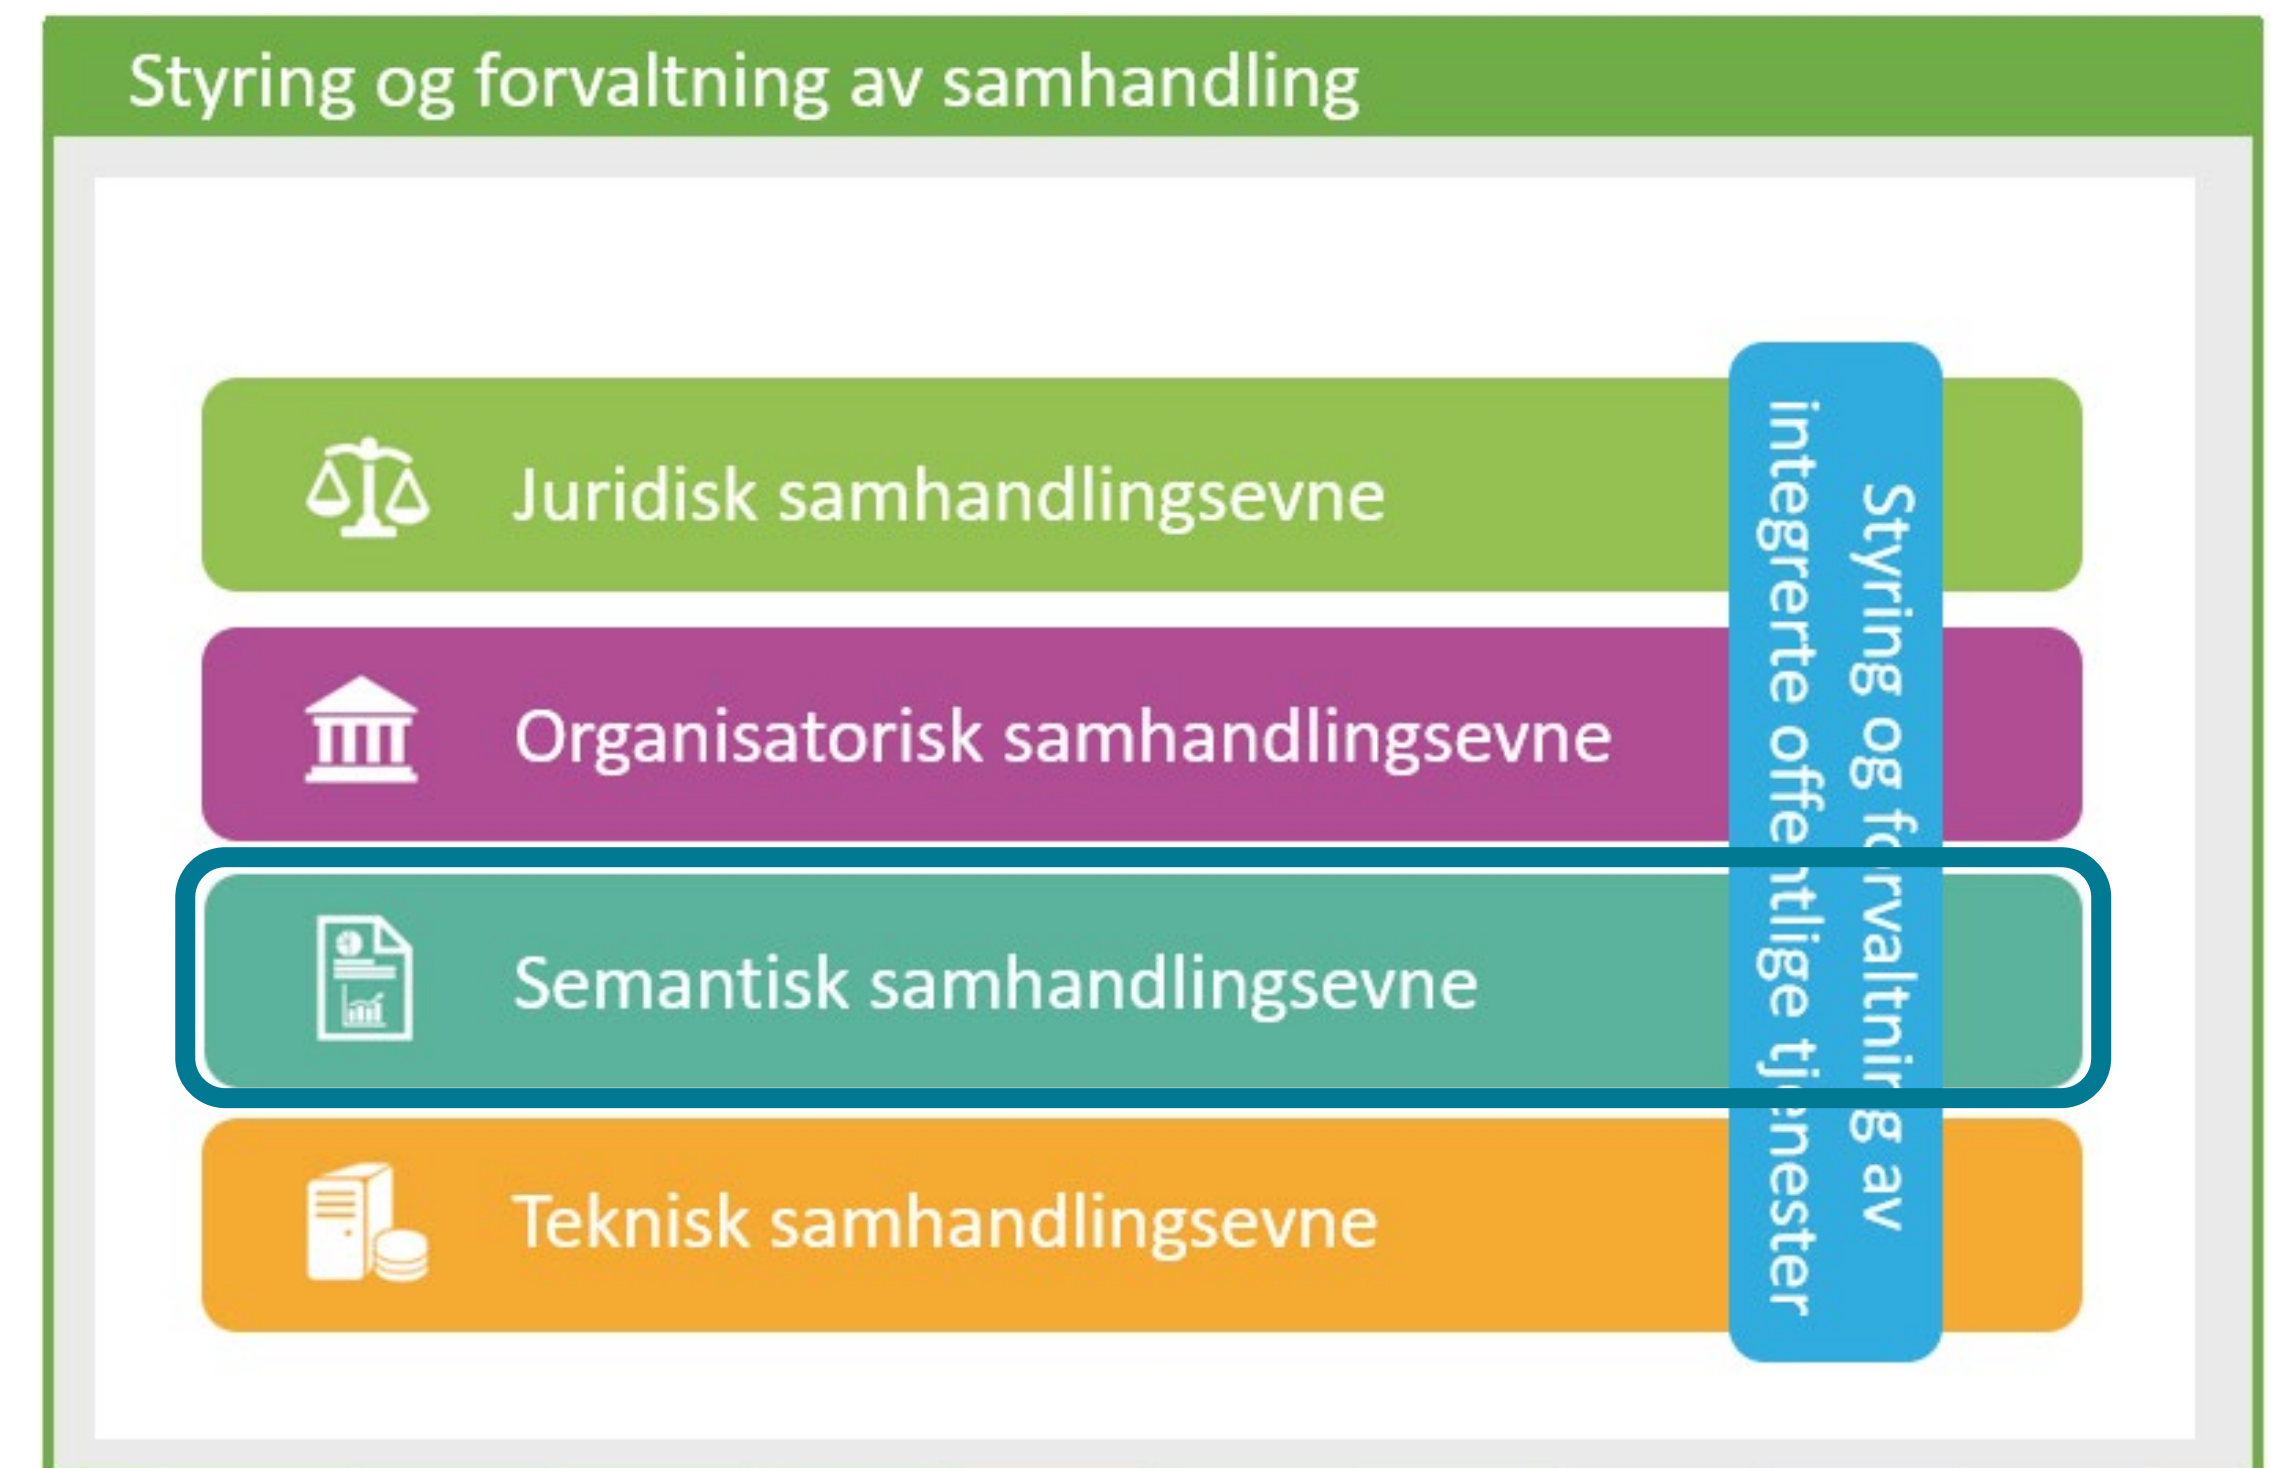 Styring og forvaltning av samhandling
Juridisk samhandlingsevne
Organisatorisk samhandlingsevne
Semantisk samhandlingsevne
Teknisk samhandlingsevne
Styring og forvaltning av
integrerte offentlige tjenester